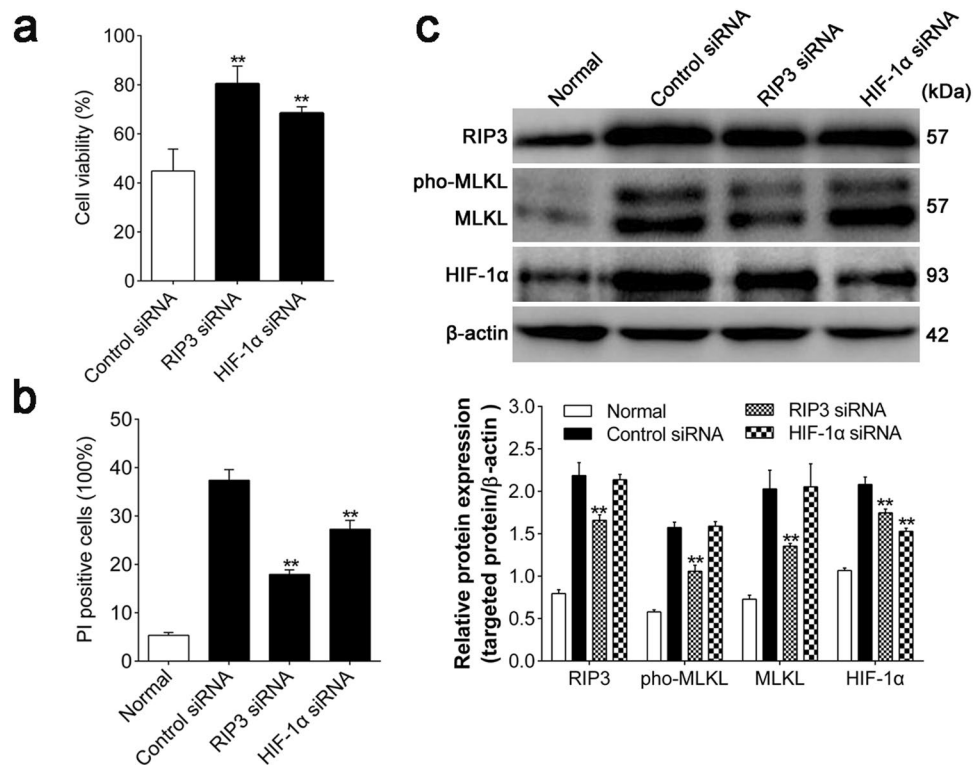 a
Cell viability (%)
100
80
60
40
20
0
**
**
Control siRNA
RIP3 siRNA
HIF-1α siRNA
b
PI positive cells (100%)
50
40
30
20
10
0
**
**
Normal
Control siRNA
RIP3 siRNA
HIF-1α siRNA
c
Normal
Control siRNA
RIP3 siRNA
HIF-1α siRNA
(kDa)
RIP3
57
pho-MLKL
MLKL
57
HIF-1α
93
β-actin
42
Relative protein expression
(targeted protein/β-actin )
3.0
2.5
2.0
1.5
1.0
0.5
0.0
Normal
Control siRNA
RIP3 siRNA
HIF-1α siRNA
**
**
**
**
**
RIP3
pho-MLKL
MLKL
HIF-1α